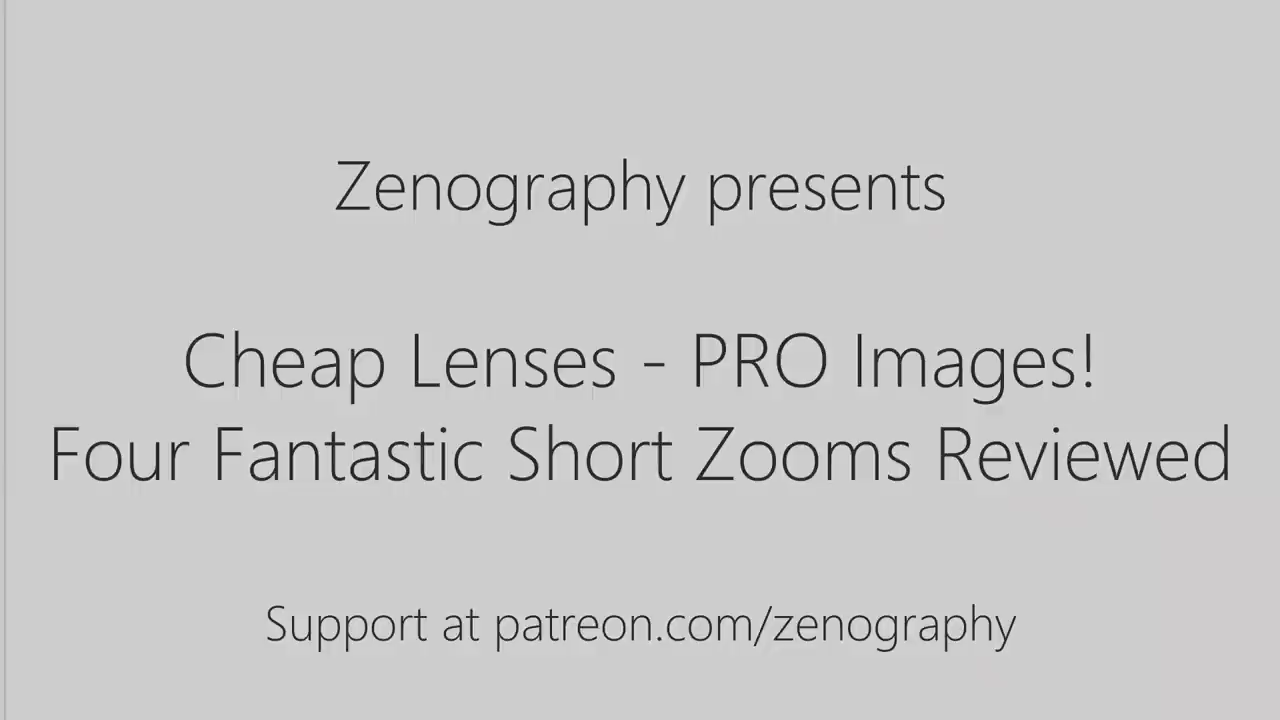 Zenography presents
Cheap Lenses - PRO Images!
Four Fantastic Short Zooms Reviewed
Support at patreon.com/zenography